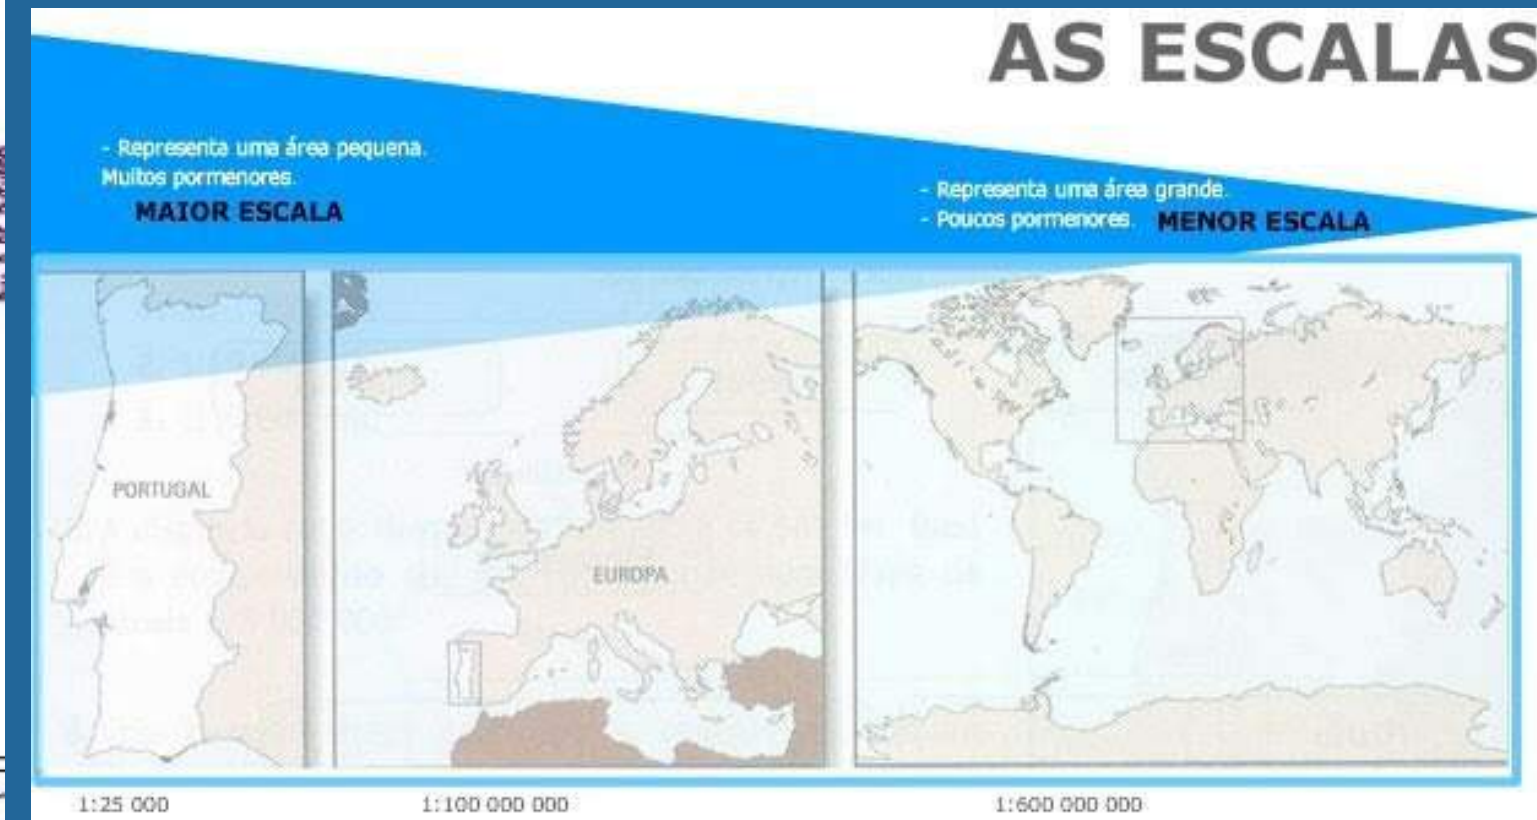 AS ESCALAS
- Representa uma área pequena.
Muitos pormenores.
MAIOR ESCALA
- Representa uma área grande.
- Poucos pormenores. MENOR ESCALA
PORTUGAL
EUROPA
1:25 000
1:100 000 000
1:600 000 000